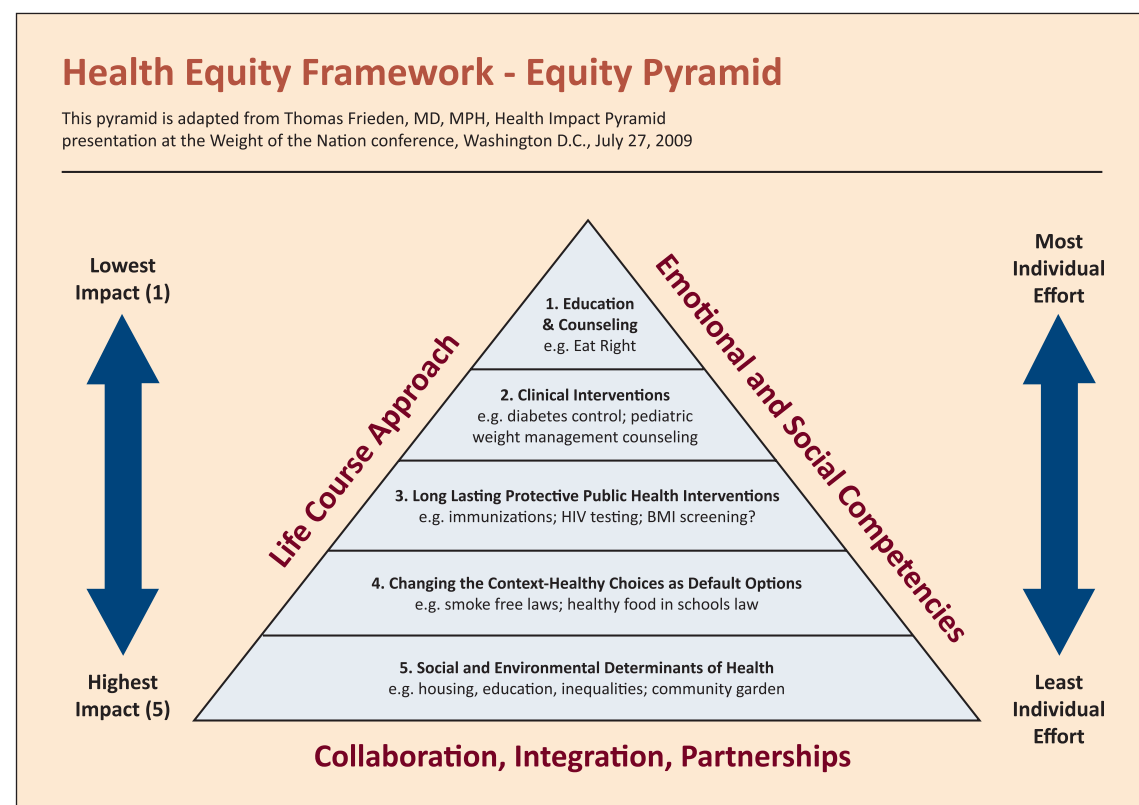 Health Equity Framework - Equity Pyramid
This pyramid is adapted from Thomas Frieden, MD, MPH, Health Impact Pyramid
presentation at the Weight of the Nation conference, Washington D.C., July 27, 2009
Lowest
Impact (1)
Highest
Impact (5)
Life Course Approach
1. Education
& Counseling
e.g. Eat Right
2. Clinical Interventions
e.g. diabetes control; pediatric
weight management counseling
3. Long Lasting Protective Public Health Interventions
e.g. immunizations; HIV testing; BMI screening?
4. Changing the Context-Healthy Choices as Default Options
e.g. smoke free laws; healthy food in schools law
5. Social and Environmental Determinants of Health
e.g. housing, education, inequalities; community garden
Emotional and Social Competencies
Most
Individual
Effort
Least
Individual
Effort
Collaboration, Integration, Partnerships